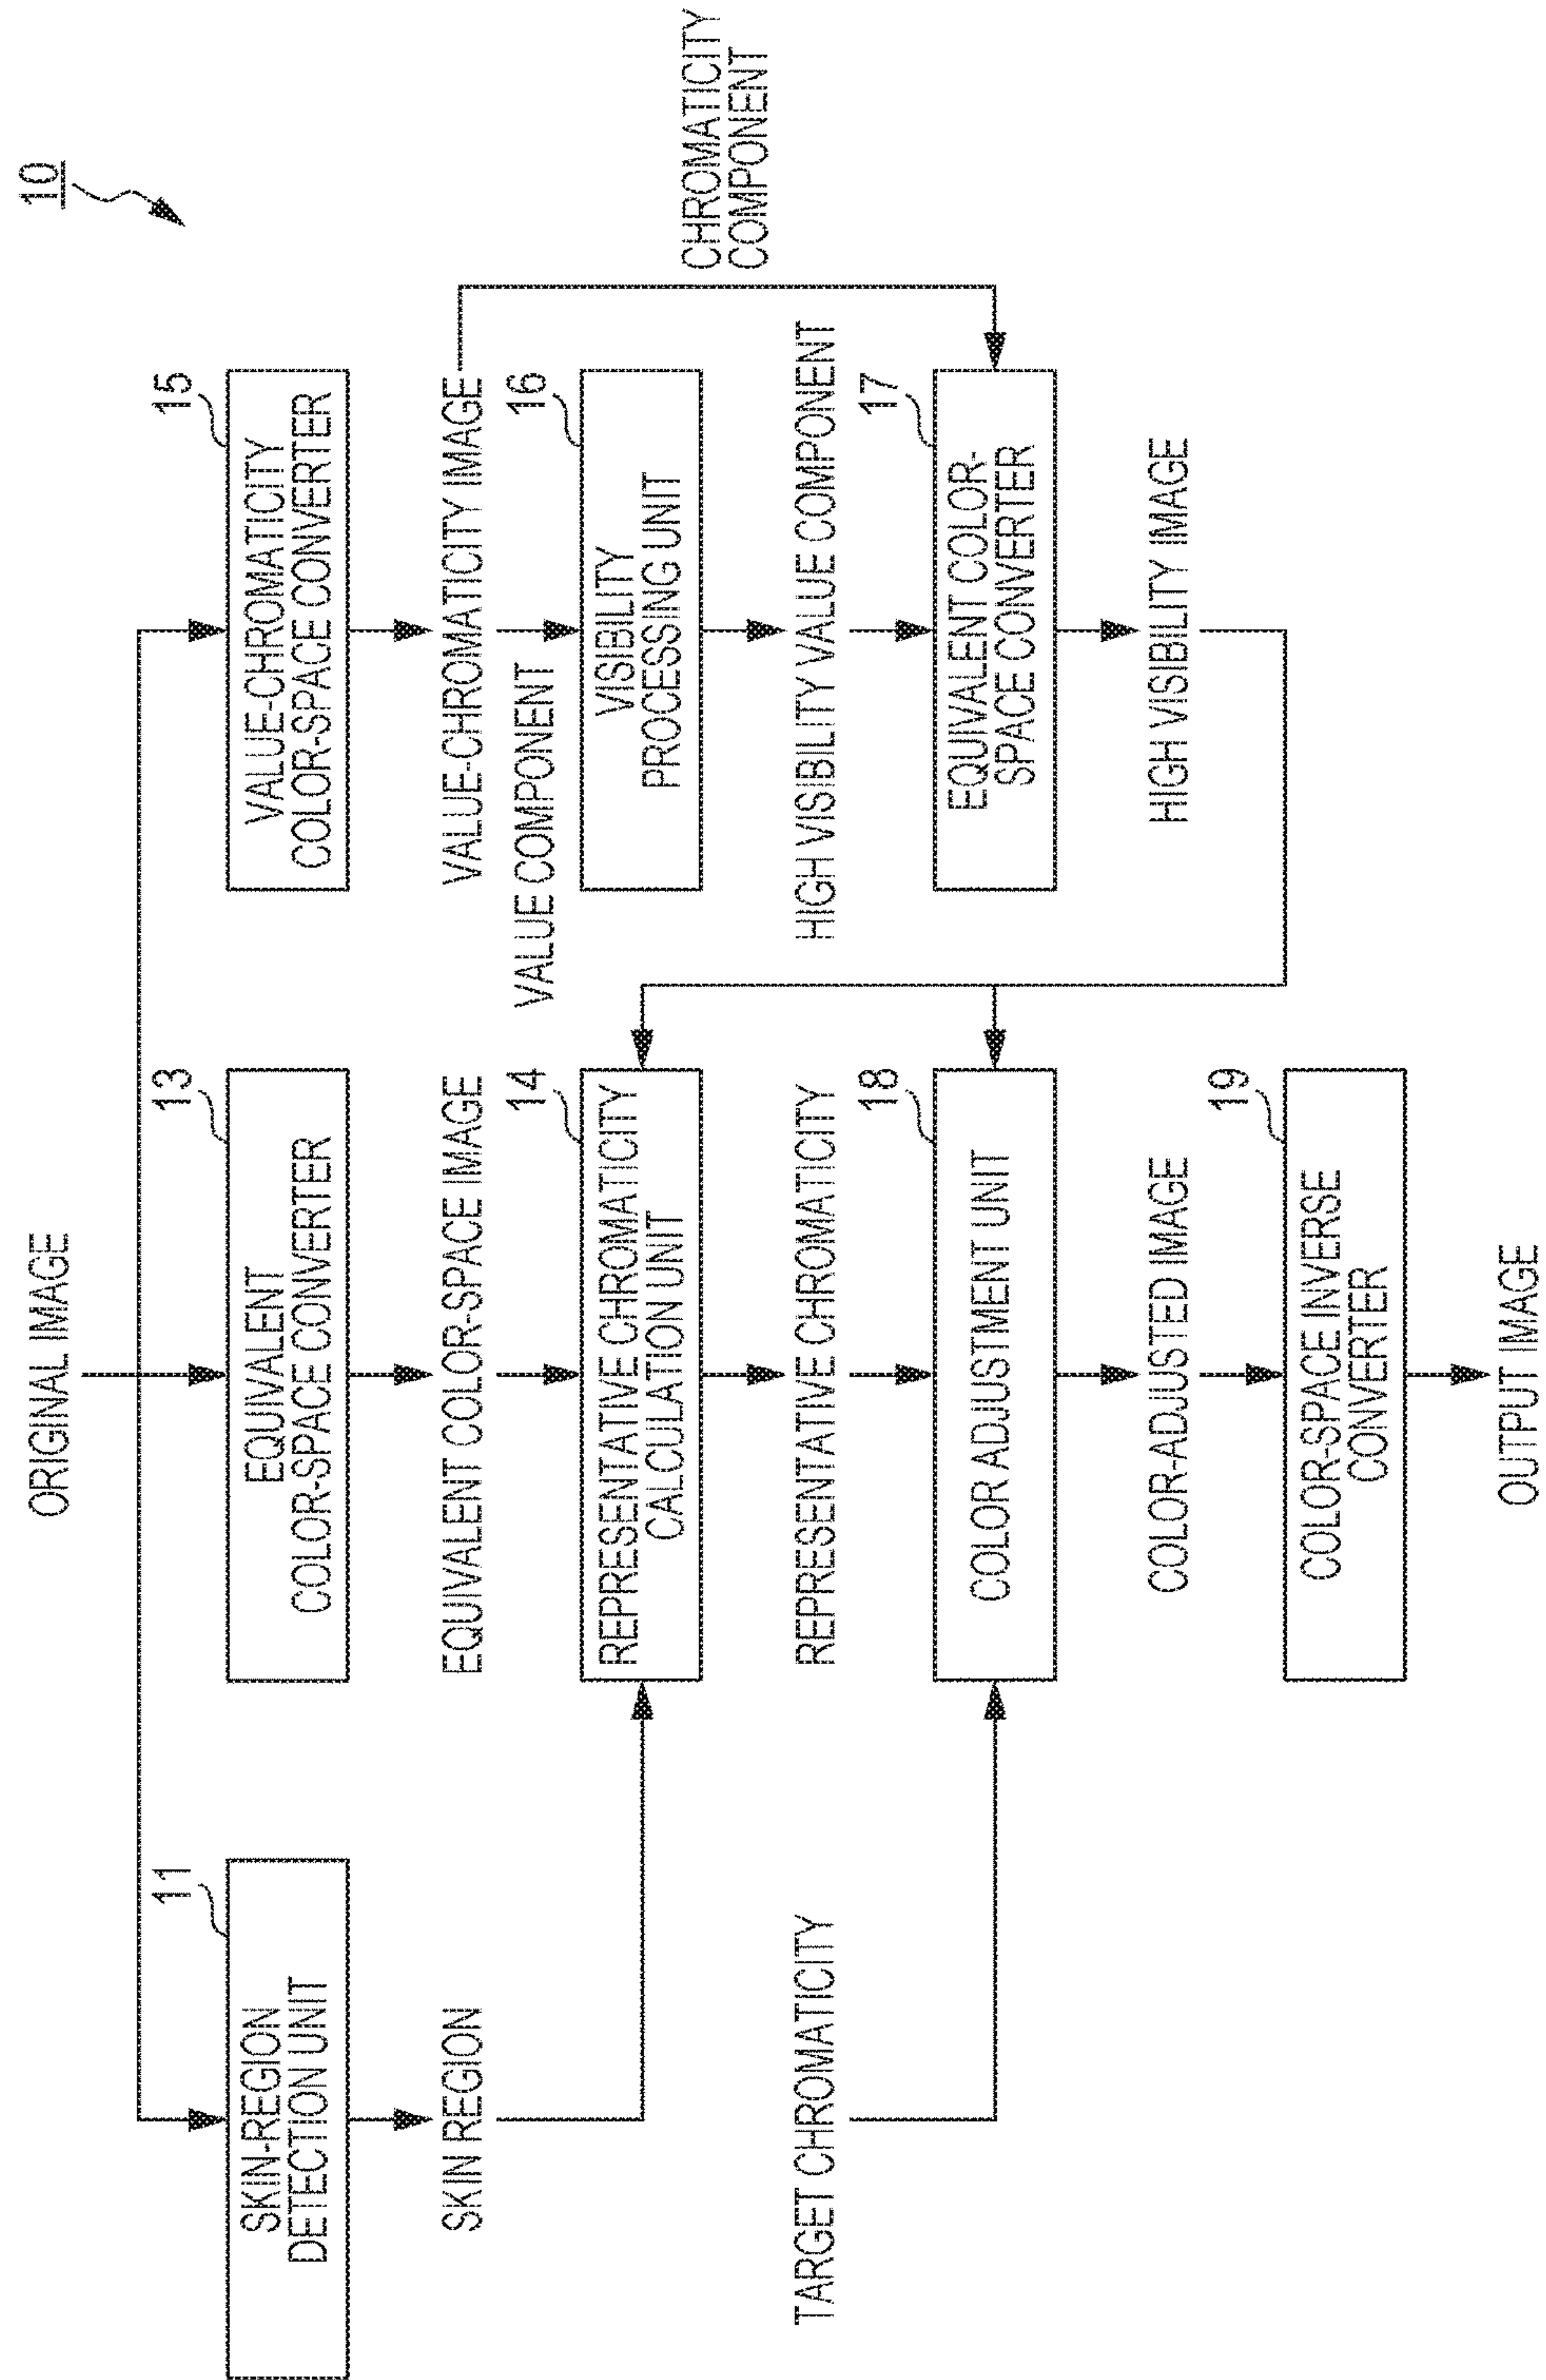 10
ORIGINAL IMAGE
11
SKIN-REGION
DETECTION UNIT
13
EQUIVALENT
COLOR-SPACE CONVERTER
15
VALUE-CHROMATICITY
COLOR-SPACE CONVERTER
SKIN REGION
EQUIVALENT COLOR-SPACE IMAGE
VALUE-CHROMATICITY IMAGE
VALUE COMPONENT
CHROMATICITY
COMPONENT
14
REPRESENTATIVE CHROMATICITY
CALCULATION UNIT
16
VISIBILITY
PROCESSING UNIT
TARGET CHROMATICITY
REPRESENTATIVE CHROMATICITY
HIGH VISIBILITY VALUE COMPONENT
18
COLOR ADJUSTMENT UNIT
17
EQUIVALENT COLOR-
SPACE CONVERTER
COLOR-ADJUSTED IMAGE
HIGH VISIBILITY IMAGE
19
COLOR-SPACE INVERSE
CONVERTER
OUTPUT IMAGE